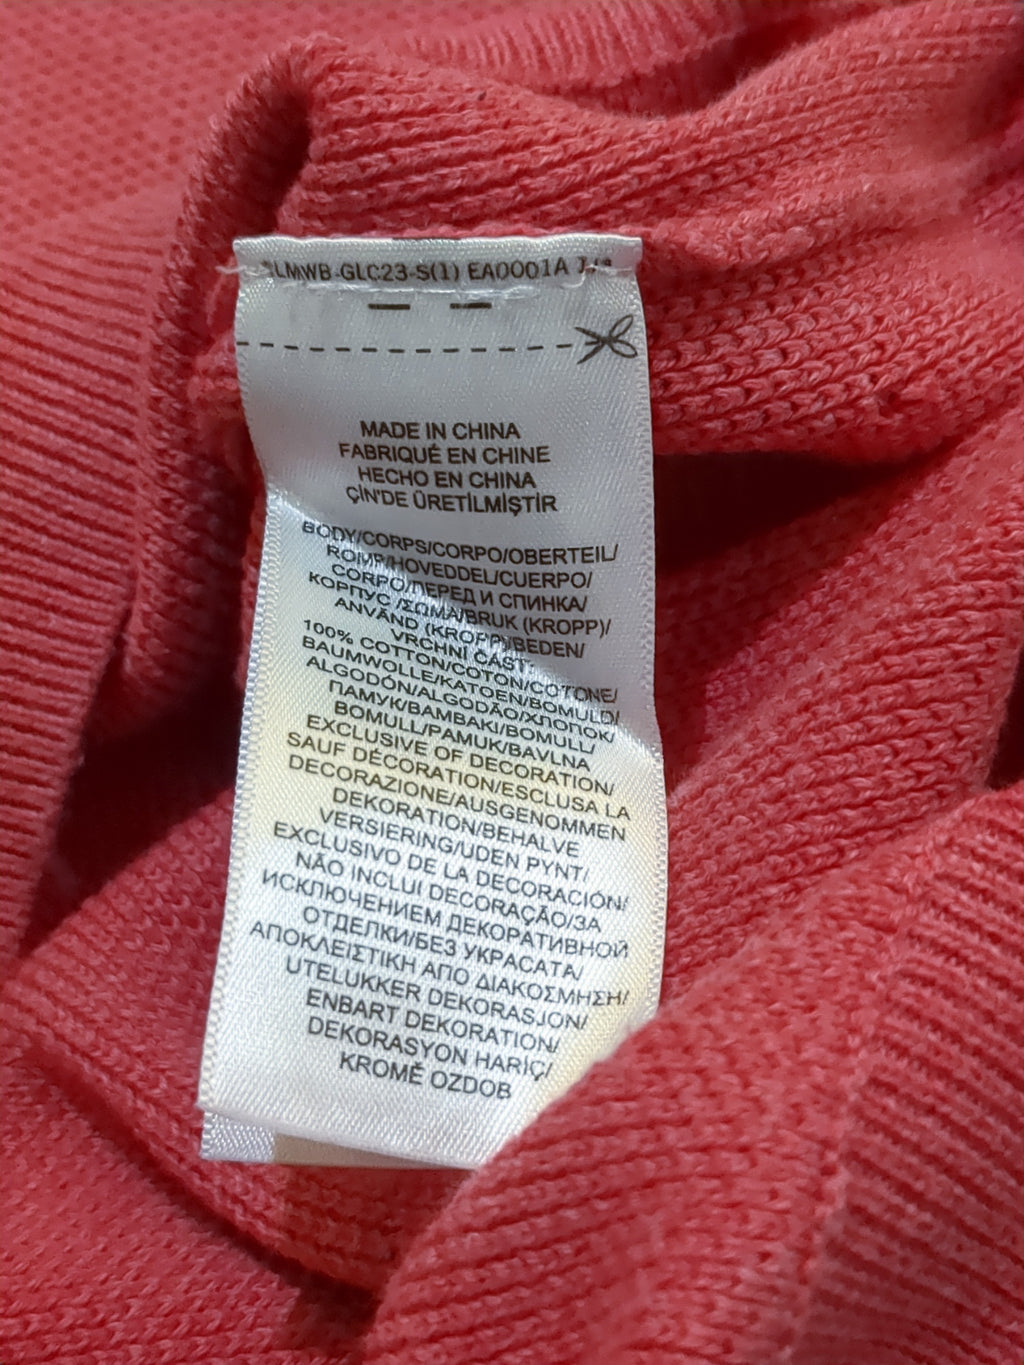 LMWB-GLC23-S(1) EA0001A
MADE IN CHINA
FABRIQUÉ EN CHINE
HECHO EN CHINA
ÇİN'DE ÜRETİLMİŞTİR
BODY/CORPS/CORPO/OBERTEIL/
ROMP/HOVEDDEL/CUERPO/
CORPO/ПЕРЕД И СПИНКА/
КОРПУС /ΣΩΜΑ/BRUK (KROPP)/
ANVÄND (KROPP)/BEDEN/
VRCHNÍ ČÁST:
100% COTTON/COTON/COTONE/
BAUMWOLLE/KATOEN/BOMULD/
ALGODÓN/ALGODÃO/ХЛОПОК/
ПАМУК/BAMBAKI/BOMULL/
BOMULL/PAMUK/BAVLNA
EXCLUSIVE OF DECORATION/
SAUF DÉCORATION/ESCLUSA LA
DECORAZIONE/AUSGENOMMEN
DEKORATION/BEHALVE
VERSIERING/UDEN PYNT/
EXCLUSIVO DE LA DECORACIÓN/
NÃO INCLUI DECORAÇÃO/ЗА
ИСКЛЮЧЕНИЕМ ДЕКОРАТИВНОЙ
ОТДЕЛКИ/БЕЗ УКРАСАТА/
ΑΠΟΚΛΕΙΣΤΙΚΗ ΑΠΟ ΔΙΑΚΟΣΜΗΣΗ/
UTELUKKER DEKORASJON/
ENBART DEKORATION/
DEKORASYON HARİÇ/
KROMĚ OZDOB